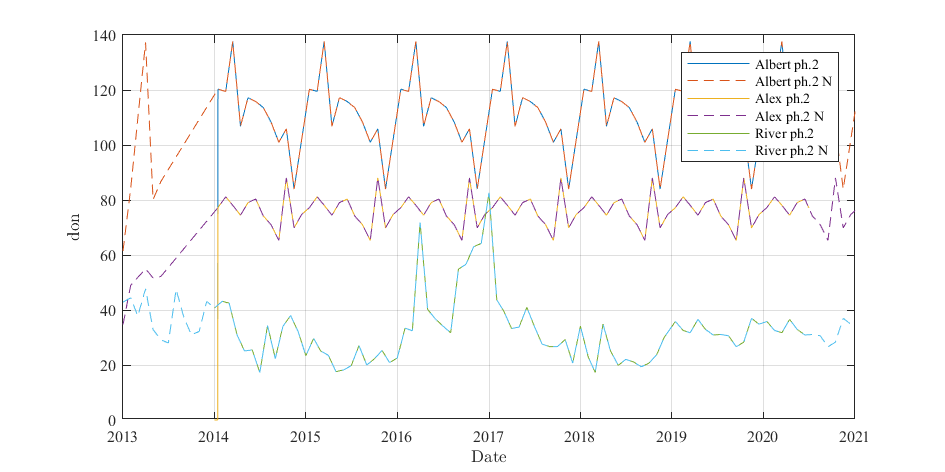 140
120
100
80
60
40
20
0
don
2013 2014 2015 2016 2017 2018 2019 2020 2021
Date
Albert ph.2
Albert ph.2 N
Alex ph.2
Alex ph.2 N
River ph.2
River ph.2 N